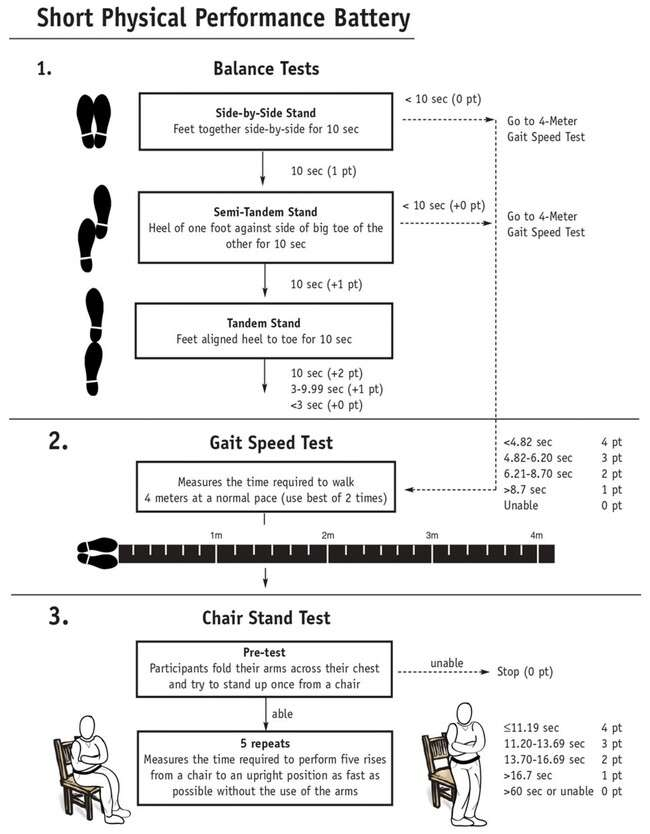 Short Physical Performance Battery
1.
Balance Tests
Side-by-Side Stand
Feet together side-by-side for 10 sec
< 10 sec (0 pt)
Go to 4-Meter
Gait Speed Test
10 sec (1 pt)
Semi-Tandem Stand
Heel of one foot against side of big toe of the
other for 10 sec
< 10 sec (+0 pt)
Go to 4-Meter
Gait Speed Test
10 sec (+1 pt)
Tandem Stand
Feet aligned heel to toe for 10 sec
10 sec (+2 pt)
3-9.99 sec (+1 pt)
<3 sec (+0 pt)
2.
Gait Speed Test
Measures the time required to walk
4 meters at a normal pace (use best of 2 times)
<4.82 sec 4 pt
4.82-6.20 sec 3 pt
6.21-8.70 sec 2 pt
>8.7 sec 1 pt
Unable 0 pt
1m 2m 3m 4m
3.
Chair Stand Test
Pre-test
Participants fold their arms across their chest
and try to stand up once from a chair
unable
Stop (0 pt)
able
5 repeats
Measures the time required to perform five rises
from a chair to an upright position as fast as
possible without the use of the arms
≤11.19 sec 4 pt
11.20-13.69 sec 3 pt
13.70-16.69 sec 2 pt
>16.7 sec 1 pt
>60 sec or unable 0 pt